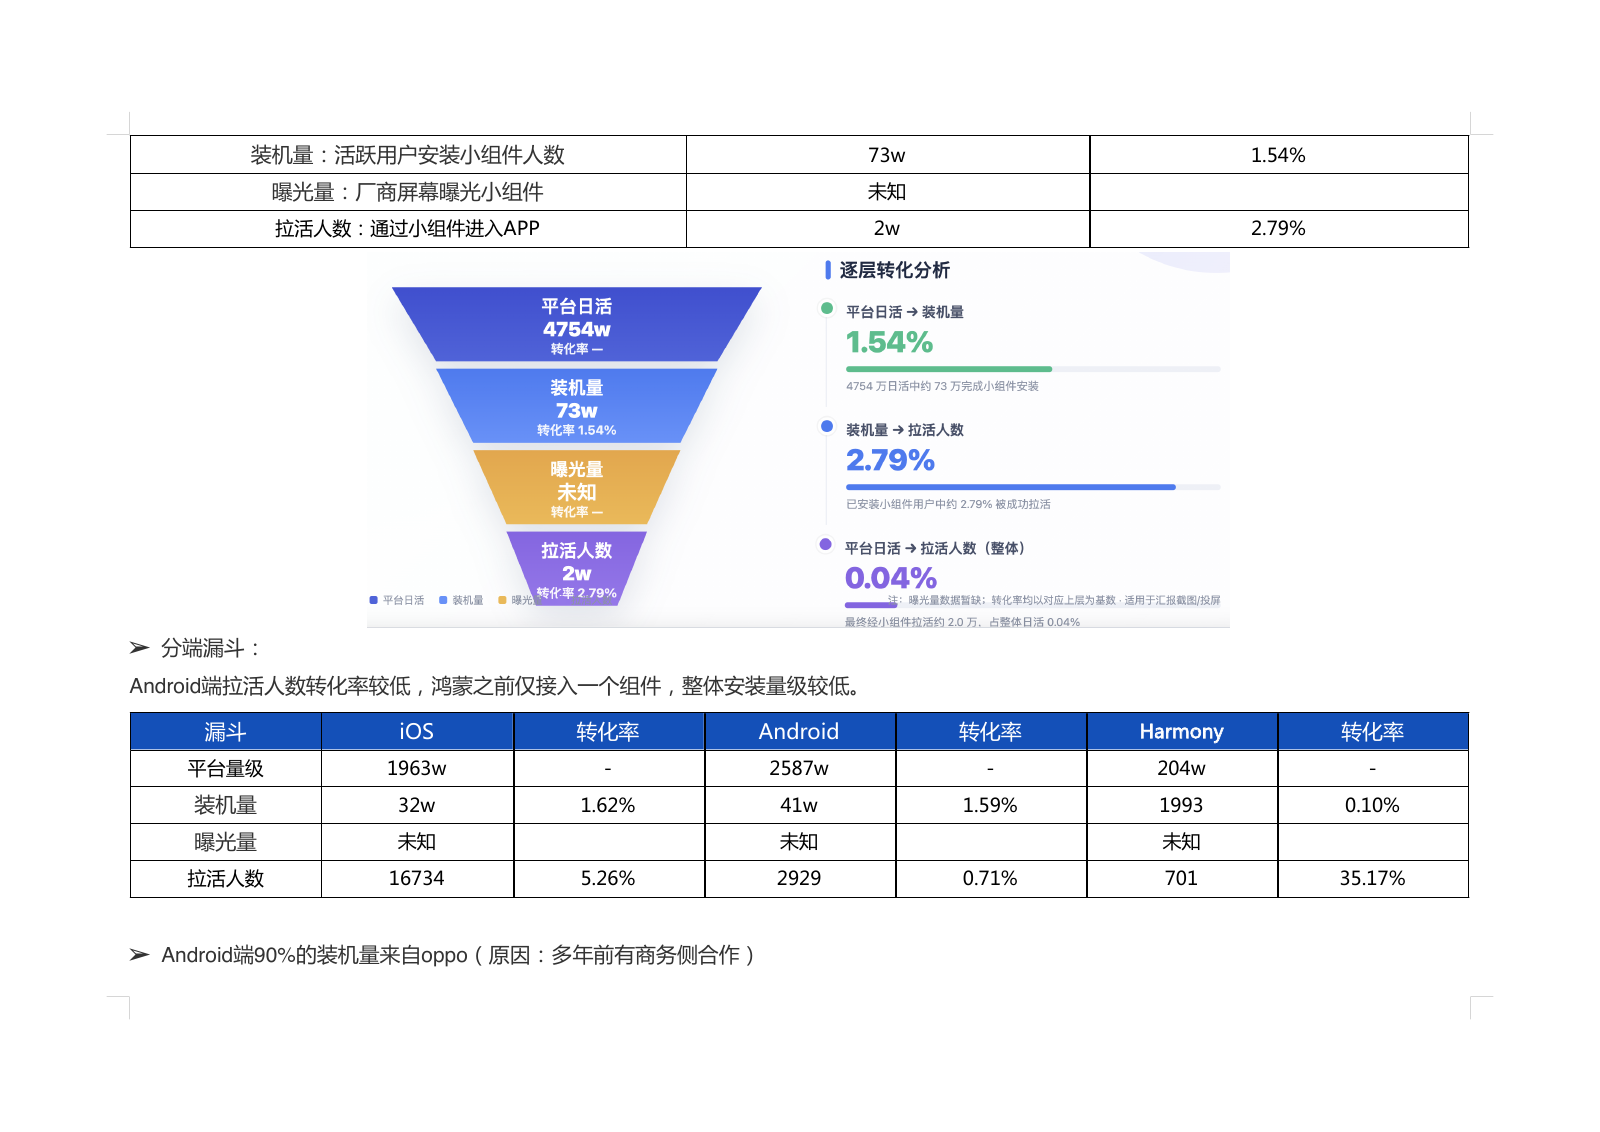 装机量：活跃用户安装小组件人数 73w 1.54%
曝光量：厂商屏幕曝光小组件 未知
拉活人数：通过小组件进入APP 2w 2.79%
平台日活
4754w
转化率 —
装机量
73w
转化率 1.54%
曝光量
未知
转化率 —
拉活人数
2w
转化率 2.79%
平台日活 装机量 曝光
逐层转化分析
平台日活 → 装机量
1.54%
4754 万日活中约 73 万完成小组件安装
装机量 → 拉活人数
2.79%
已安装小组件用户中约 2.79% 被成功拉活
平台日活 → 拉活人数（整体）
0.04%
注：曝光量数据暂缺；转化率均以对应上层为基数 · 适用于汇报截图/投屏
最终经小组件拉活约 2.0 万，占整体日活 0.04%
➢ 分端漏斗：
Android端拉活人数转化率较低，鸿蒙之前仅接入一个组件，整体安装量级较低。
漏斗 iOS 转化率 Android 转化率 Harmony 转化率
平台量级 1963w - 2587w - 204w -
装机量 32w 1.62% 41w 1.59% 1993 0.10%
曝光量 未知 未知 未知
拉活人数 16734 5.26% 2929 0.71% 701 35.17%
➢ Android端90%的装机量来自oppo（原因：多年前有商务侧合作）